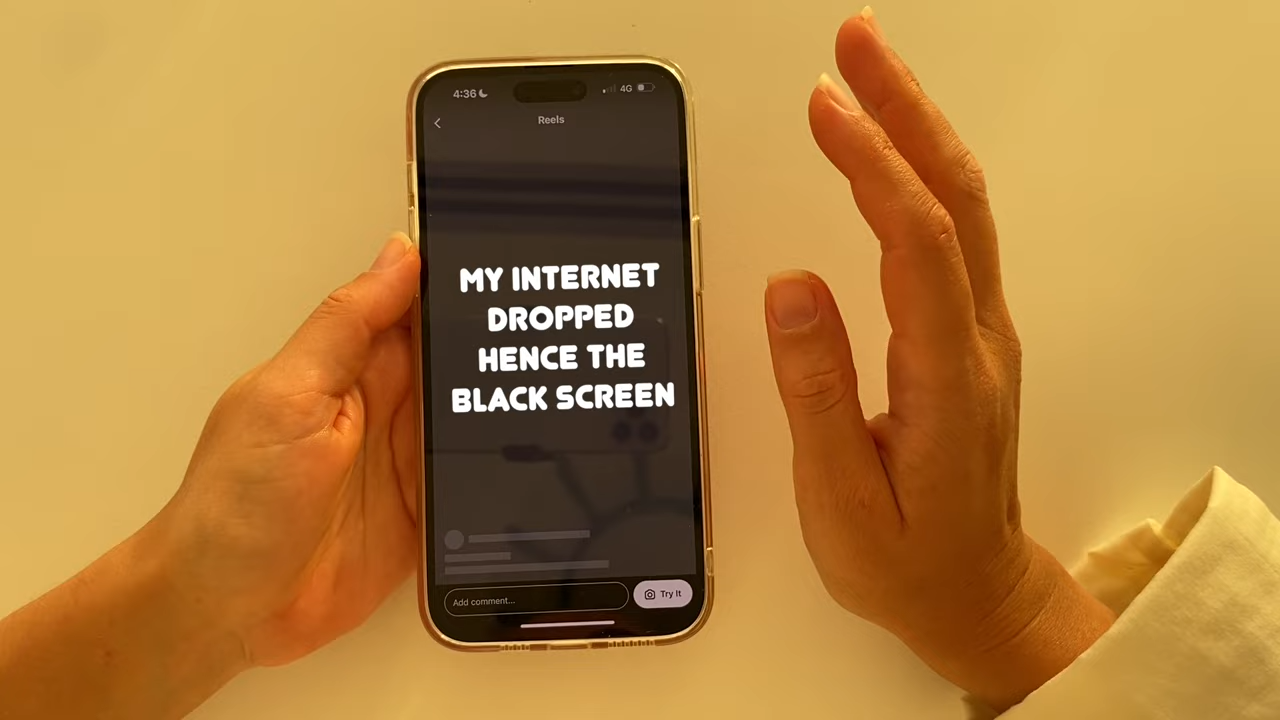 4:36 4G
Reels
MY INTERNET
DROPPED
HENCE THE
BLACK SCREEN
Add comment... Try It